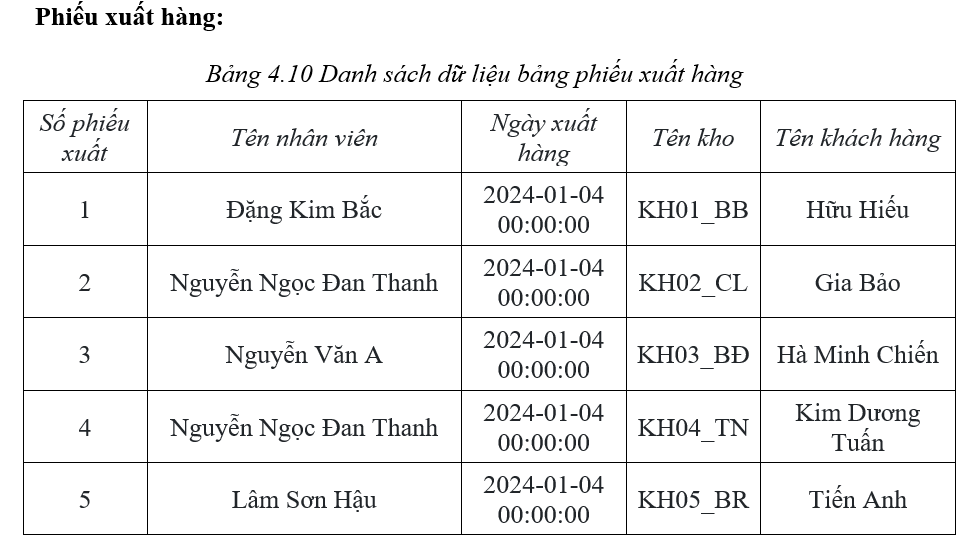 Phiếu xuất hàng:
Bảng 4.10 Danh sách dữ liệu bảng phiếu xuất hàng
Số phiếu xuất Tên nhân viên Ngày xuất hàng Tên kho Tên khách hàng
1 Đặng Kim Bắc 2024-01-04 00:00:00 KH01_BB Hữu Hiếu
2 Nguyễn Ngọc Đan Thanh 2024-01-04 00:00:00 KH02_CL Gia Bảo
3 Nguyễn Văn A 2024-01-04 00:00:00 KH03_BĐ Hà Minh Chiến
4 Nguyễn Ngọc Đan Thanh 2024-01-04 00:00:00 KH04_TN Kim Dương Tuấn
5 Lâm Sơn Hậu 2024-01-04 00:00:00 KH05_BR Tiến Anh